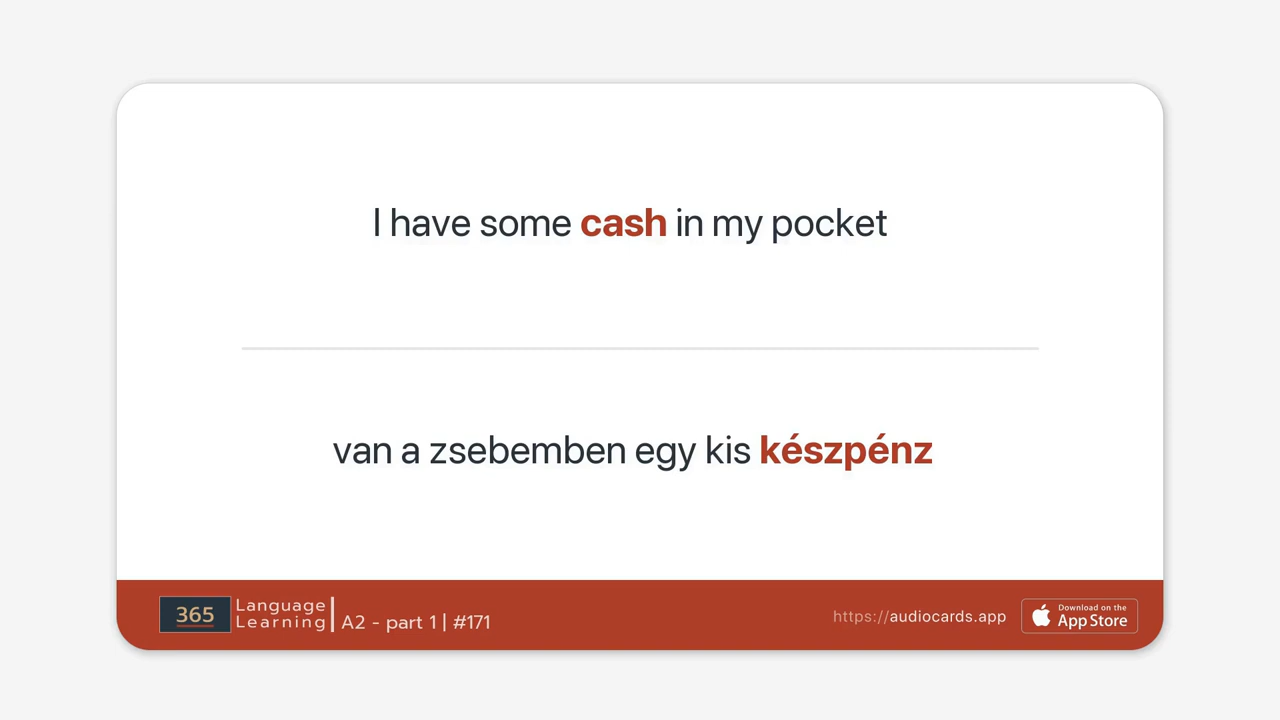 I have some cash in my pocket
van a zsebemben egy kis készpénz
365
Language
Learning
A2 - part 1 | #171
https://audiocards.app
Download on the
App Store